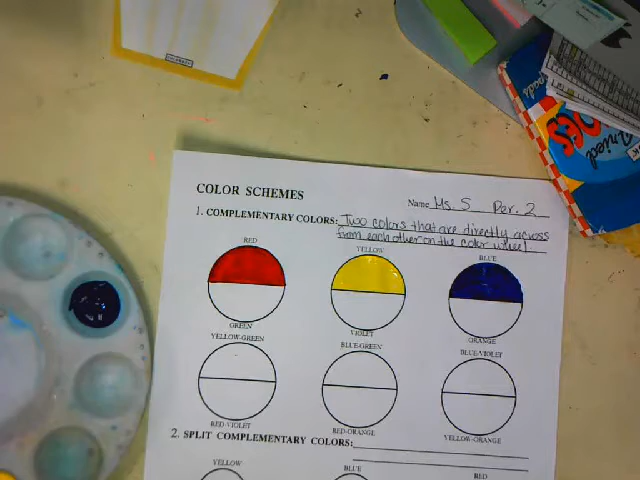 COLOR SCHEMES
Name Ms. S Per. 2
1. COMPLEMENTARY COLORS: Two colors that are directly across
from each other on the color wheel
RED YELLOW BLUE
GREEN VIOLET ORANGE
YELLOW-GREEN BLUE-GREEN BLUE-VIOLET
RED-VIOLET RED-ORANGE YELLOW-ORANGE
2. SPLIT COMPLEMENTARY COLORS:
YELLOW BLUE RED
Dried